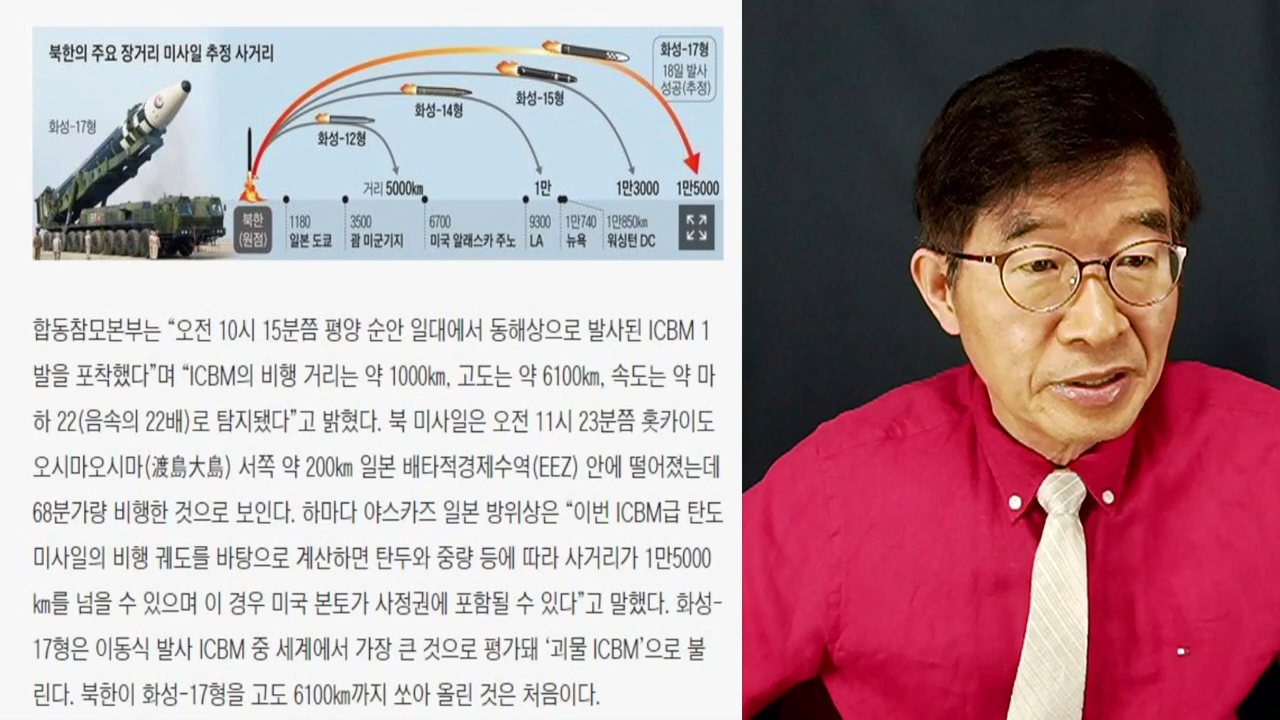 북한의 주요 장거리 미사일 추정 사거리
화성-17형
18일 발사
성공(추정)
화성-15형
화성-14형
화성-12형
화성-17형
거리 5000㎞
1만
1만3000
1만5000
북한
(원점)
1180
일본 도쿄
3500
괌 미군기지
6700
미국 알래스카 주노
9300
LA
1만740
뉴욕
1만850㎞
워싱턴 DC
합동참모본부는 “오전 10시 15분쯤 평양 순안 일대에서 동해상으로 발사된 ICBM 1
발을 포착했다”며 “ICBM의 비행 거리는 약 1000㎞, 고도는 약 6100㎞, 속도는 약 마
하 22(음속의 22배)로 탐지됐다”고 밝혔다. 북 미사일은 오전 11시 23분쯤 홋카이도
오시마오시마(渡島大島) 서쪽 약 200㎞ 일본 배타적경제수역(EEZ) 안에 떨어졌는데
68분가량 비행한 것으로 보인다. 하마다 야스카즈 일본 방위상은 “이번 ICBM급 탄도
미사일의 비행 궤도를 바탕으로 계산하면 탄두와 중량 등에 따라 사거리가 1만5000
㎞를 넘을 수 있으며 이 경우 미국 본토가 사정권에 포함될 수 있다”고 말했다. 화성-
17형은 이동식 발사 ICBM 중 세계에서 가장 큰 것으로 평가돼 ‘괴물 ICBM’으로 불
린다. 북한이 화성-17형을 고도 6100㎞까지 쏘아 올린 것은 처음이다.